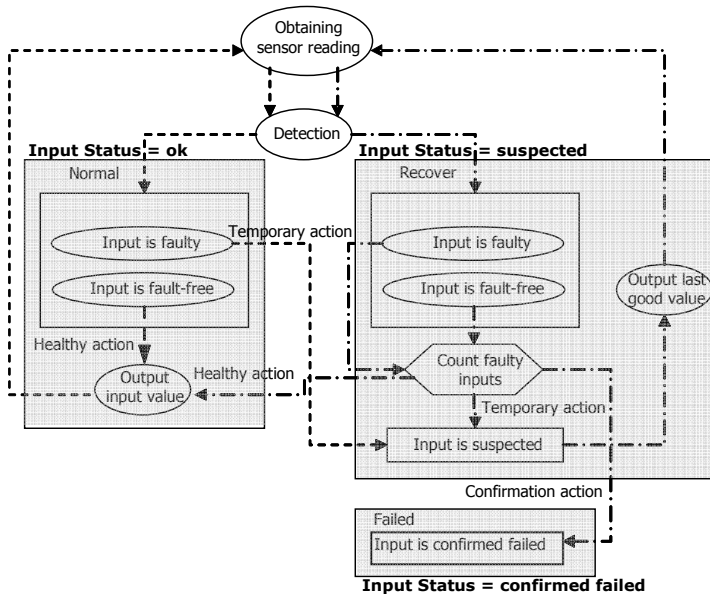 Obtaining
sensor reading
Detection
Input Status = ok
Input Status = suspected
Normal
Recover
Input is faulty
Temporary action
Input is faulty
Input is fault-free
Input is fault-free
Output last
good value
Healthy action
Healthy action
Output
input value
Count faulty
inputs
Temporary action
Input is suspected
Confirmation action
Failed
Input is confirmed failed
Input Status = confirmed failed